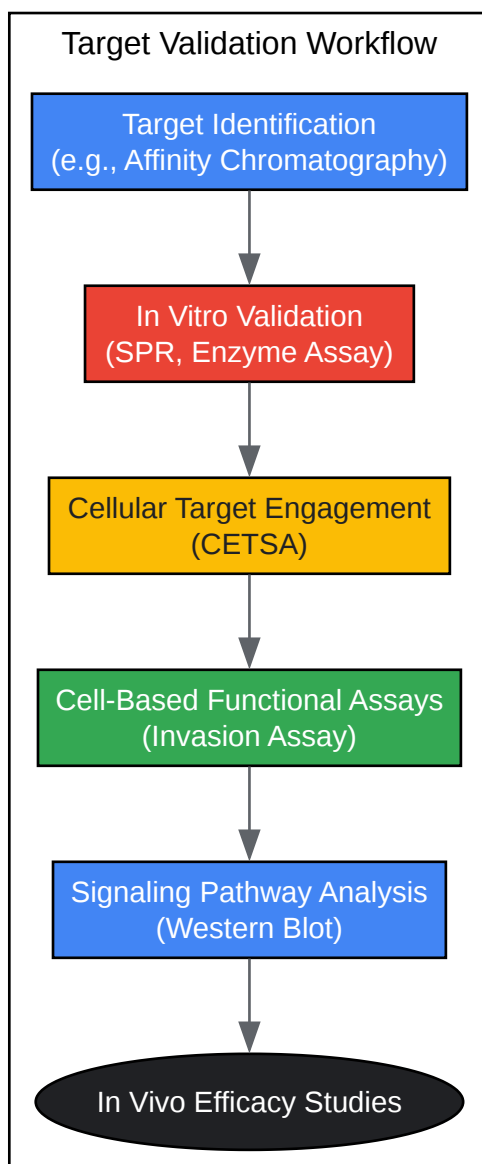 Target Validation Workflow
Target Identification
(e.g., Affinity Chromatography)
In Vitro Validation
(SPR, Enzyme Assay)
Cellular Target Engagement
(CETSA)
Cell-Based Functional Assays
(Invasion Assay)
Signaling Pathway Analysis
(Western Blot)
In Vivo Efficacy Studies